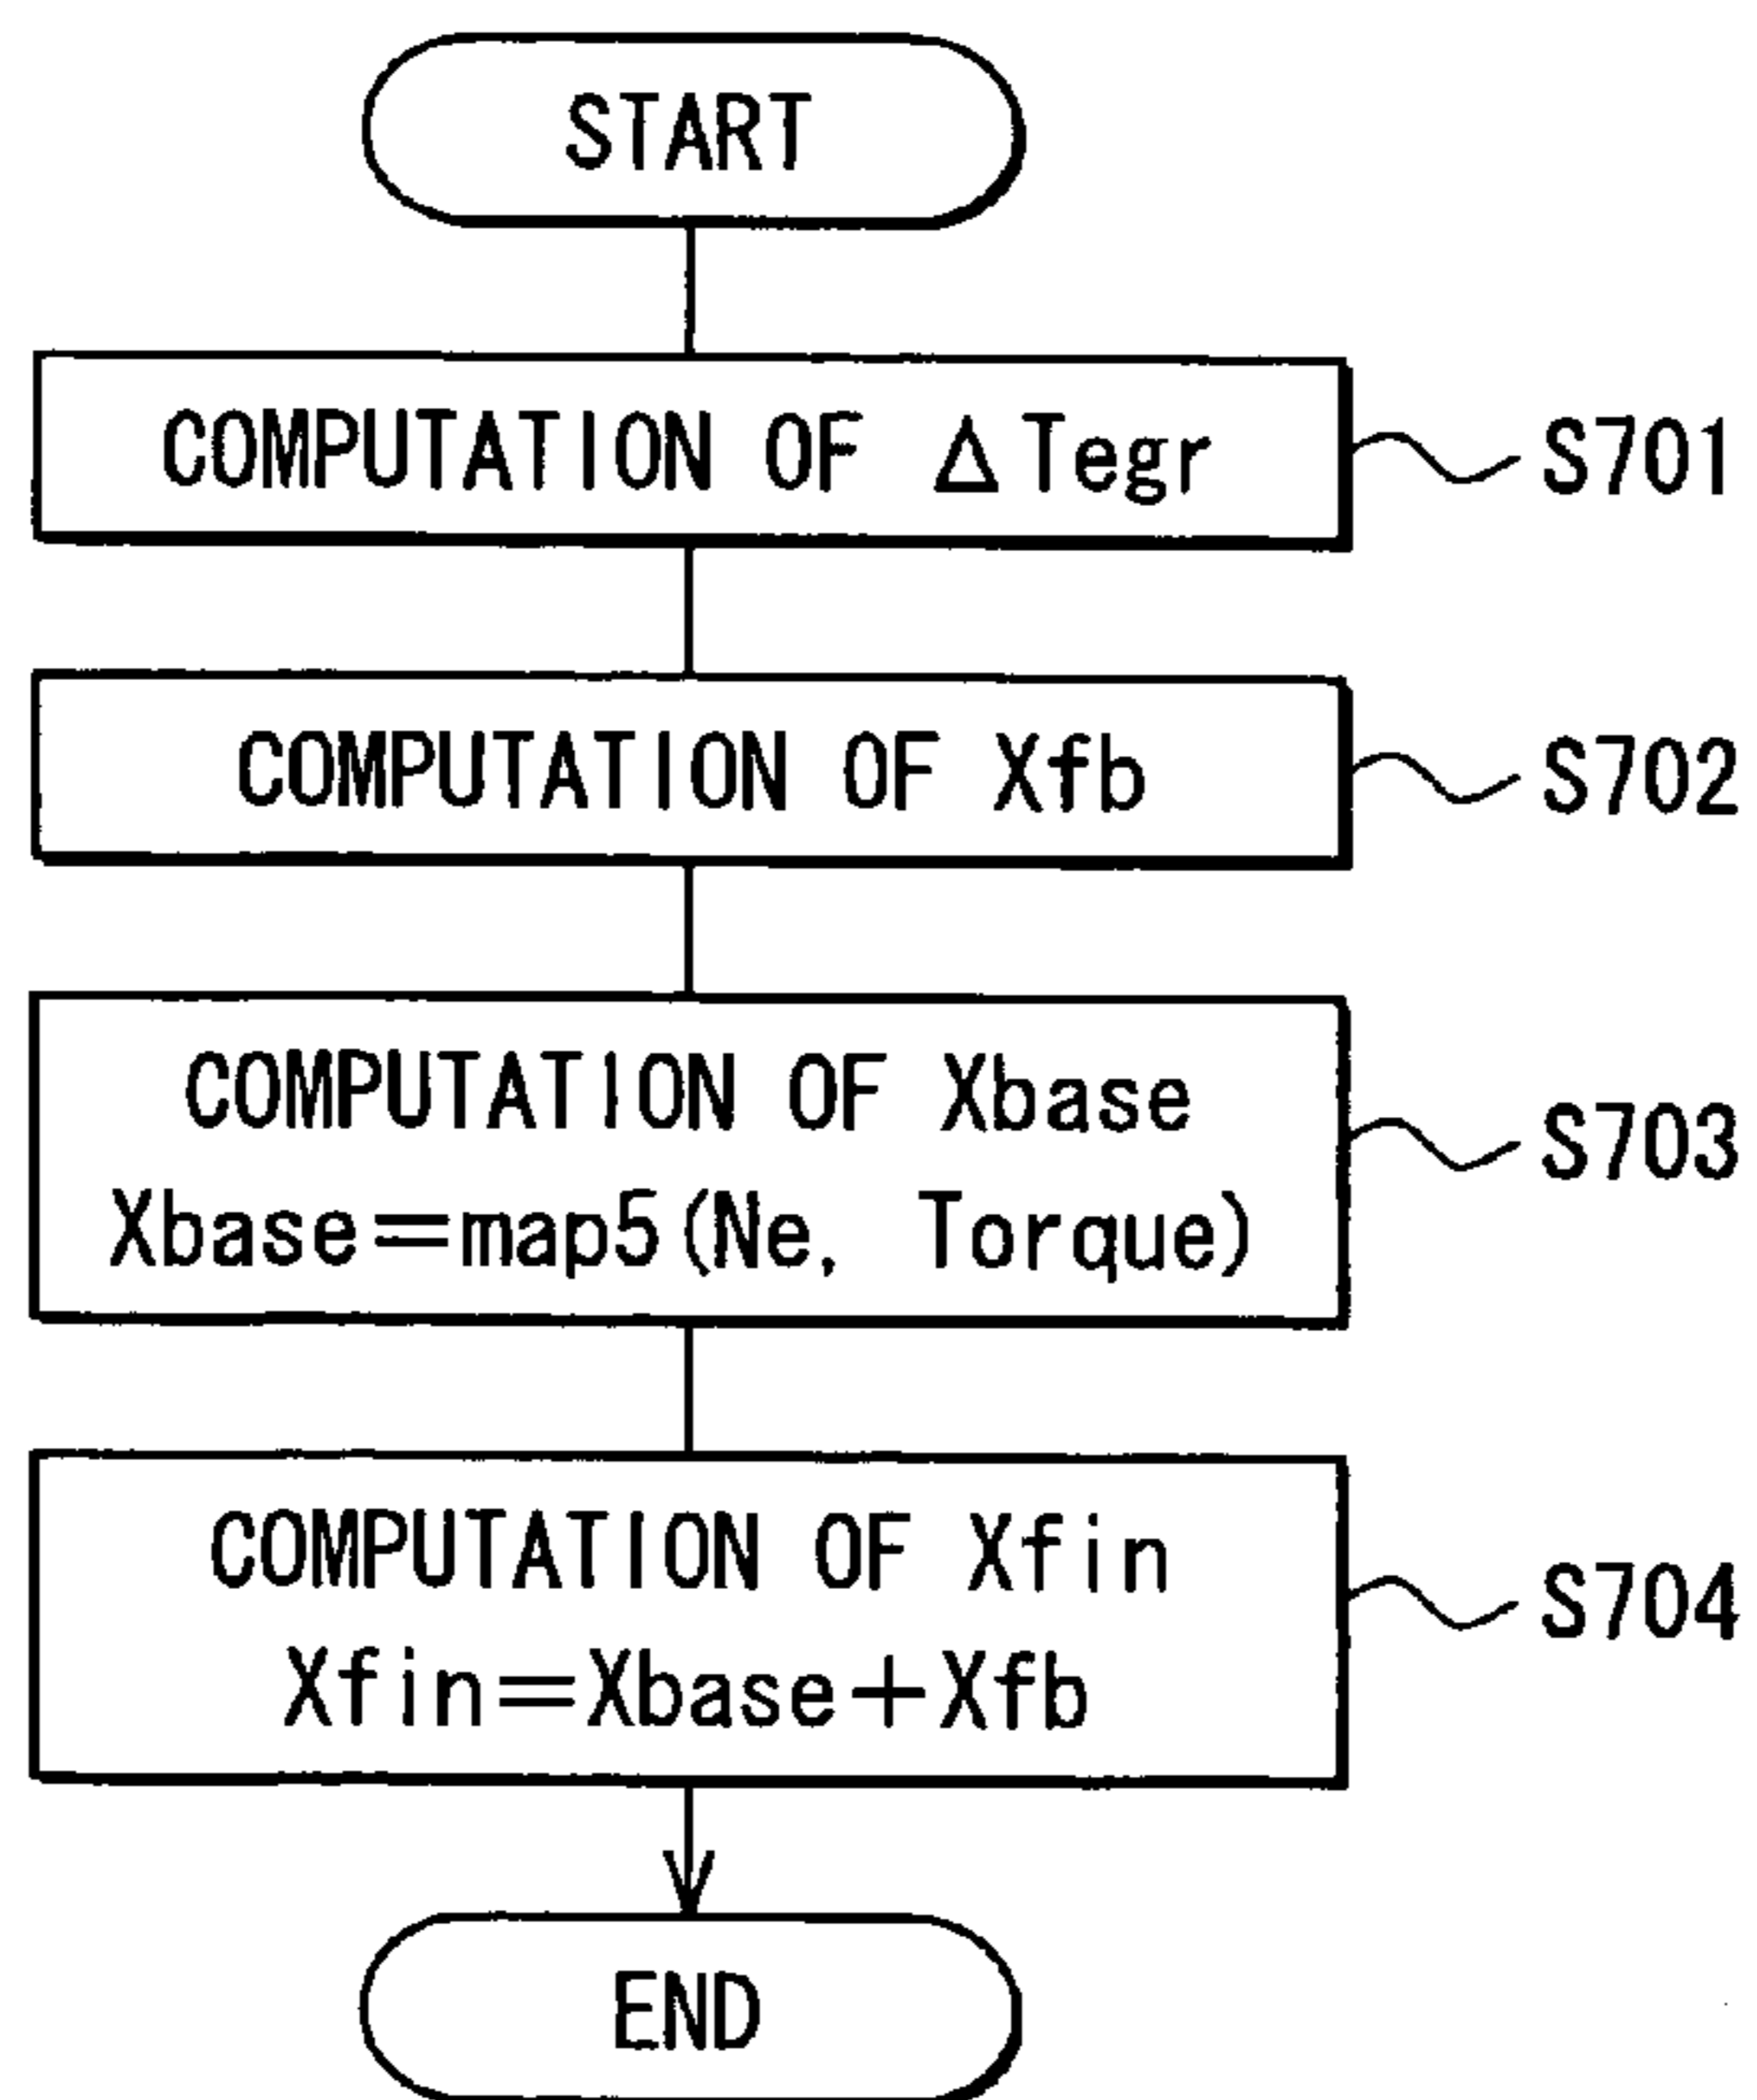 START
COMPUTATION OF Δ Tegr
S701
COMPUTATION OF Xfb
S702
COMPUTATION OF Xbase
Xbase=map5(Ne, Torque)
S703
COMPUTATION OF Xfin
Xfin=Xbase+Xfb
S704
END